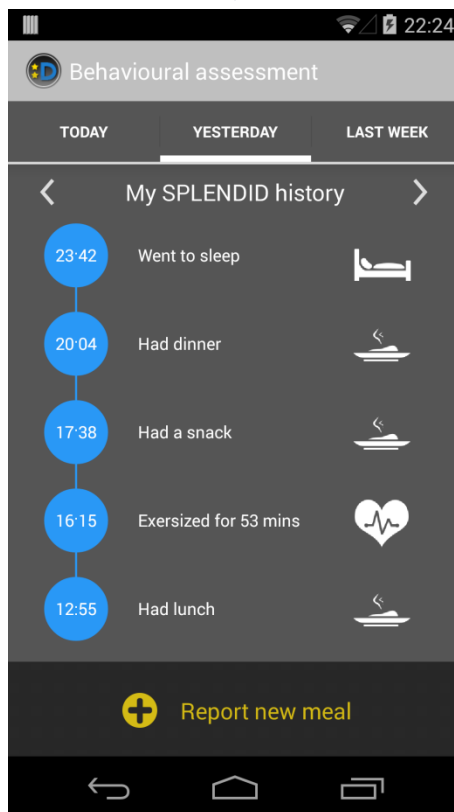 22:24
Behavioural assessment
TODAY YESTERDAY LAST WEEK
My SPLENDID history
23:42 Went to sleep
20:04 Had dinner
17:38 Had a snack
16:15 Exersized for 53 mins
12:55 Had lunch
Report new meal